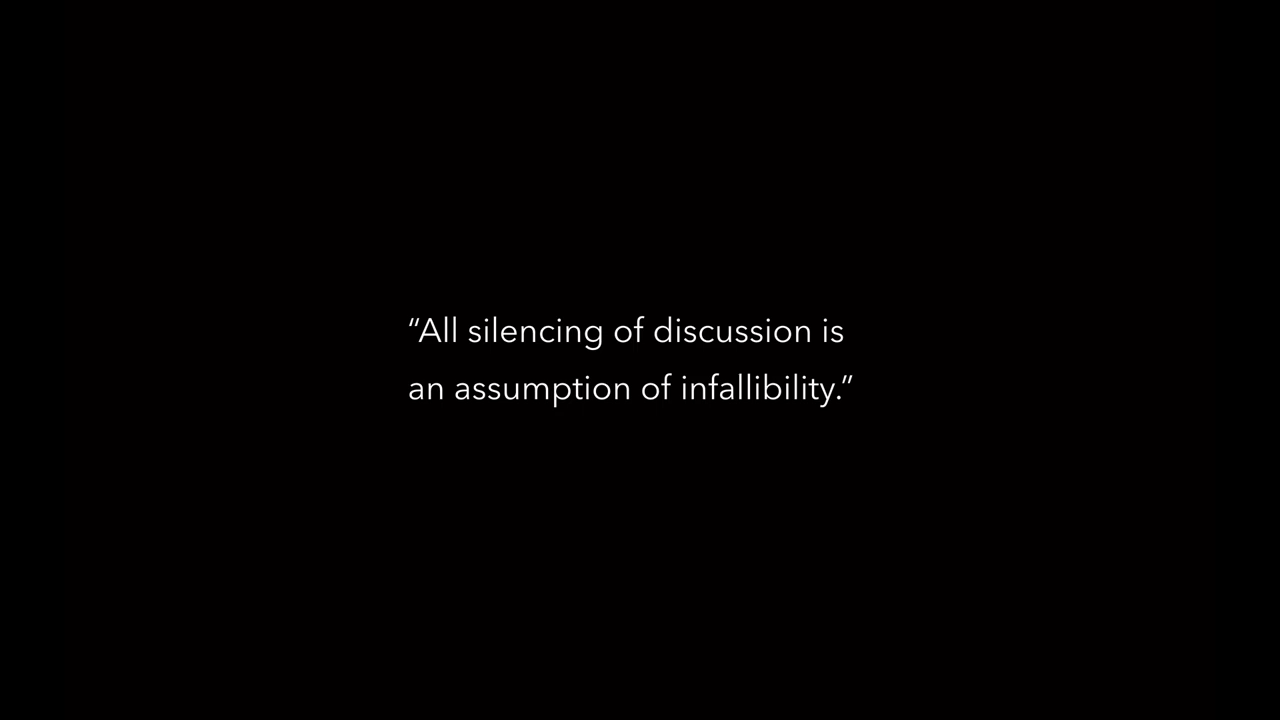 “All silencing of discussion is
an assumption of infallibility.”